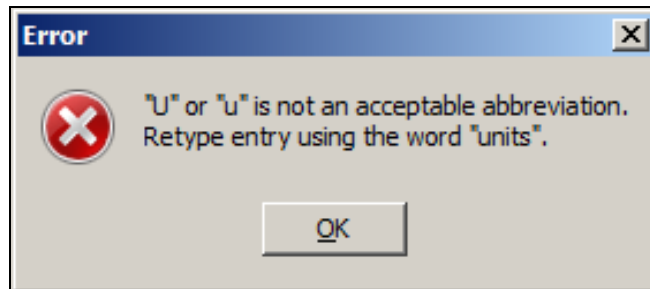 Error
"U" or "u" is not an acceptable abbreviation.
Retype entry using the word "units".
OK